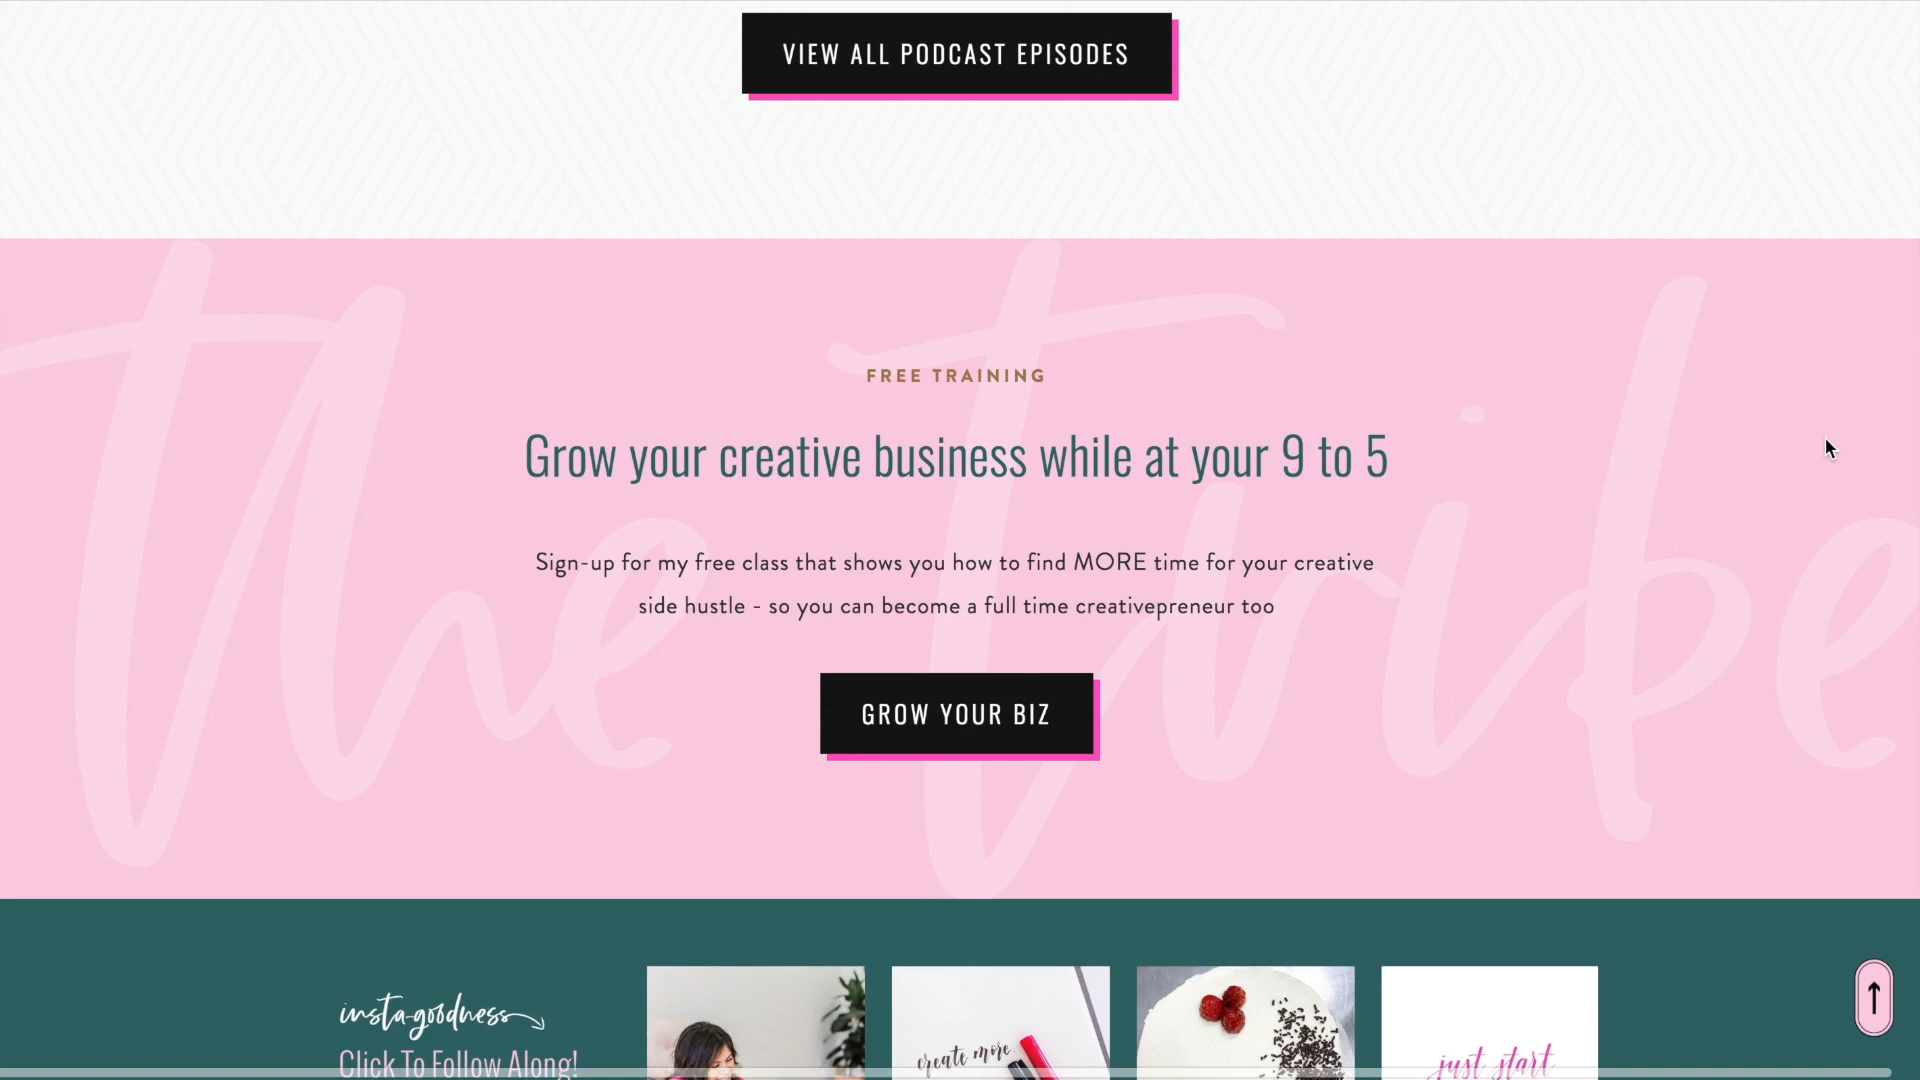 VIEW ALL PODCAST EPISODES
The Tribe
FREE TRAINING
Grow your creative business while at your 9 to 5
Sign-up for my free class that shows you how to find MORE time for your creative
side hustle - so you can become a full time creativepreneur too
GROW YOUR BIZ
insta-goodness
Click To Follow Along!
create more
just start